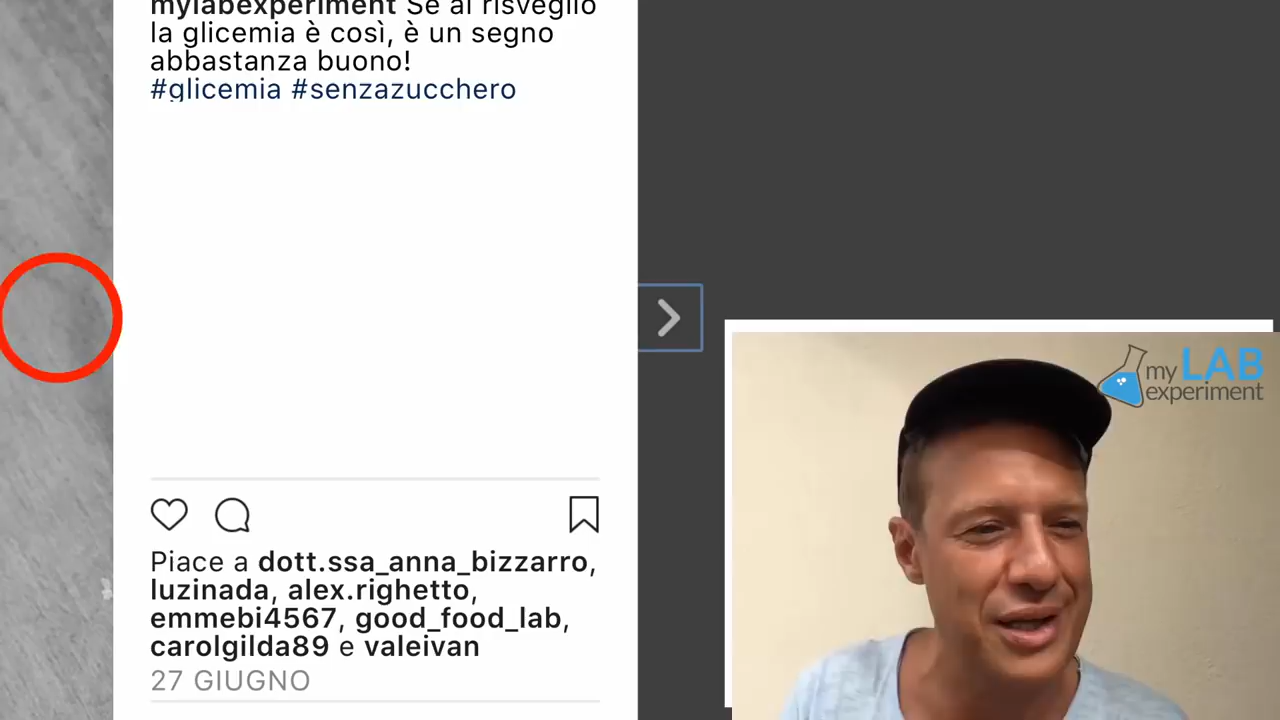 mylabexperiment Se al risveglio
la glicemia è così, è un segno
abbastanza buono!
#glicemia #senzazucchero
Piace a dott.ssa_anna_bizzarro,
luzinada, alex.righetto,
emmebi4567, good_food_lab,
carolgilda89 e valeivan
27 GIUGNO
my LAB
experiment